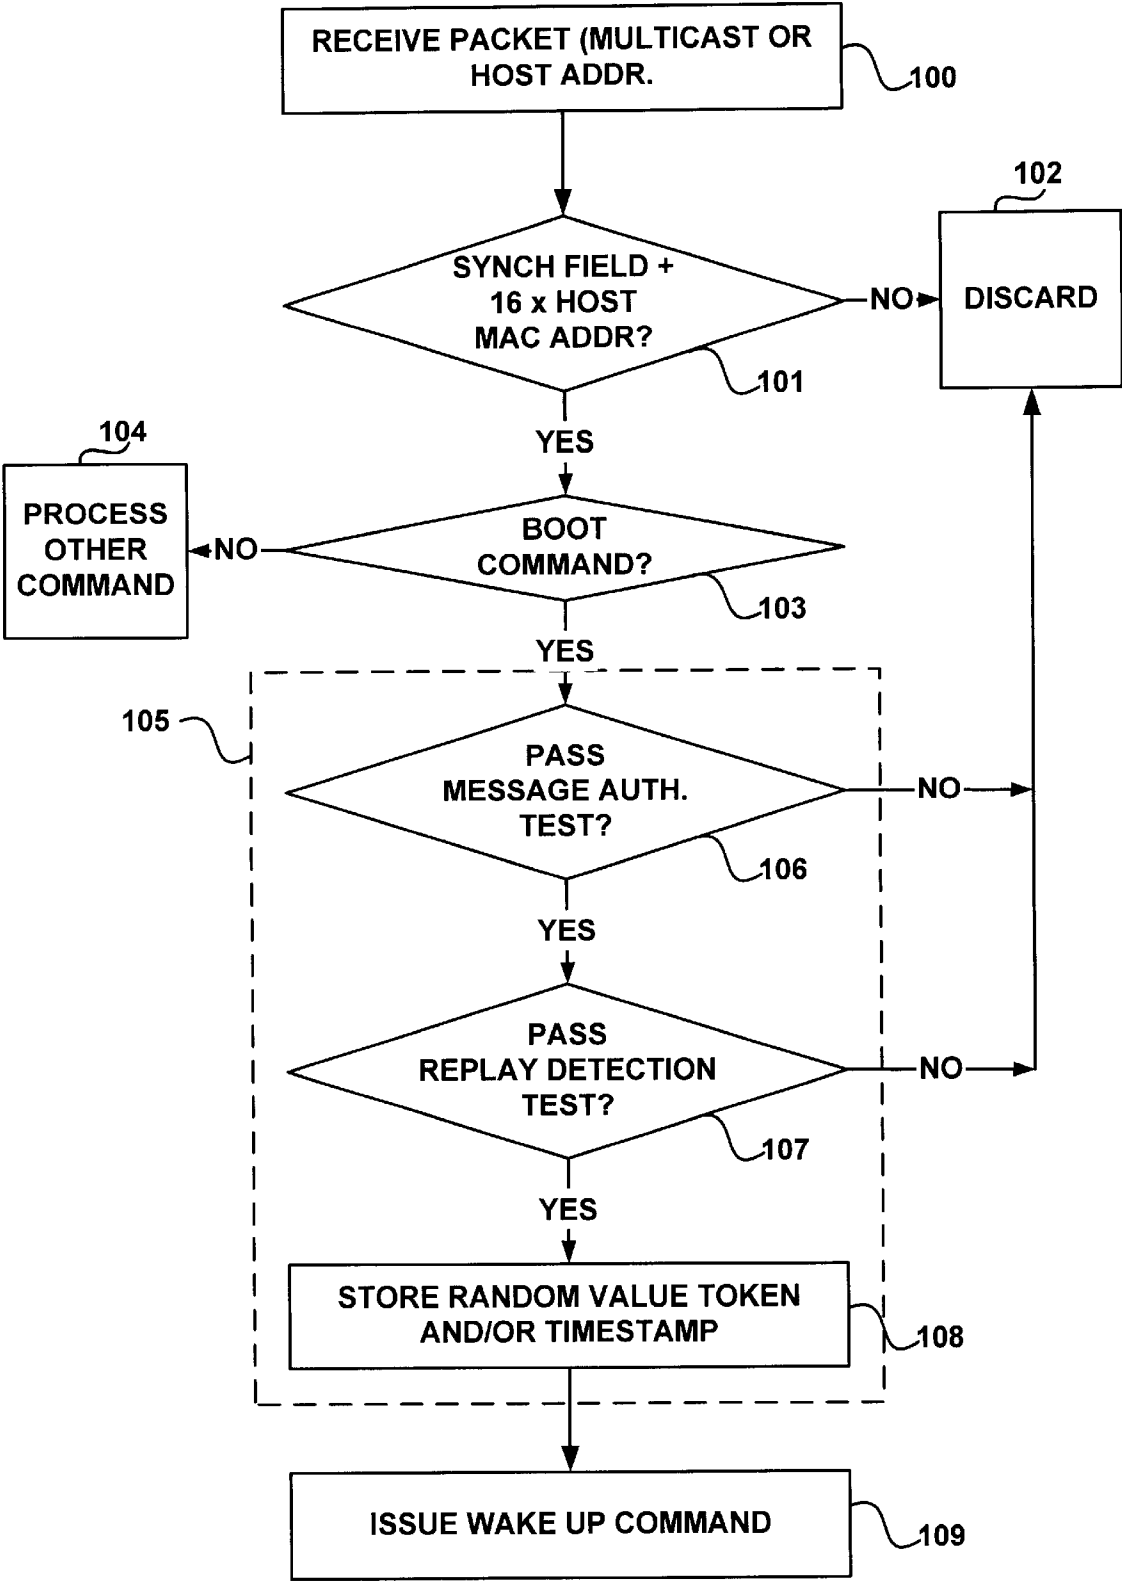 RECEIVE PACKET (MULTICAST OR
HOST ADDR.
100
102
SYNCH FIELD +
16 x HOST
MAC ADDR?
NO
DISCARD
101
YES
104
PROCESS
OTHER
COMMAND
NO
BOOT
COMMAND?
103
YES
105
PASS
MESSAGE AUTH.
TEST?
NO
106
YES
PASS
REPLAY DETECTION
TEST?
NO
107
YES
STORE RANDOM VALUE TOKEN
AND/OR TIMESTAMP
108
ISSUE WAKE UP COMMAND
109